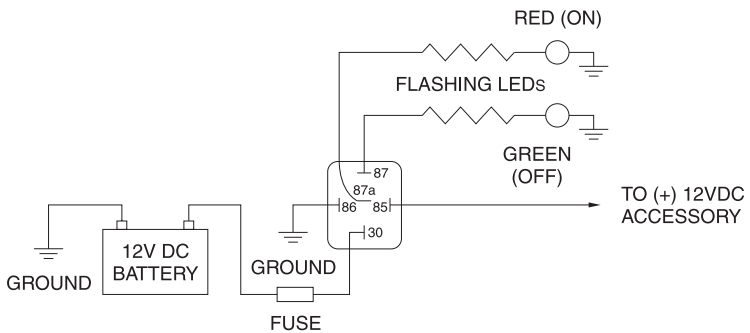 RED (ON)
FLASHING LEDs
GREEN
(OFF)
87
87a
86
85
30
TO (+) 12VDC
ACCESSORY
12V DC
BATTERY
GROUND
GROUND
FUSE